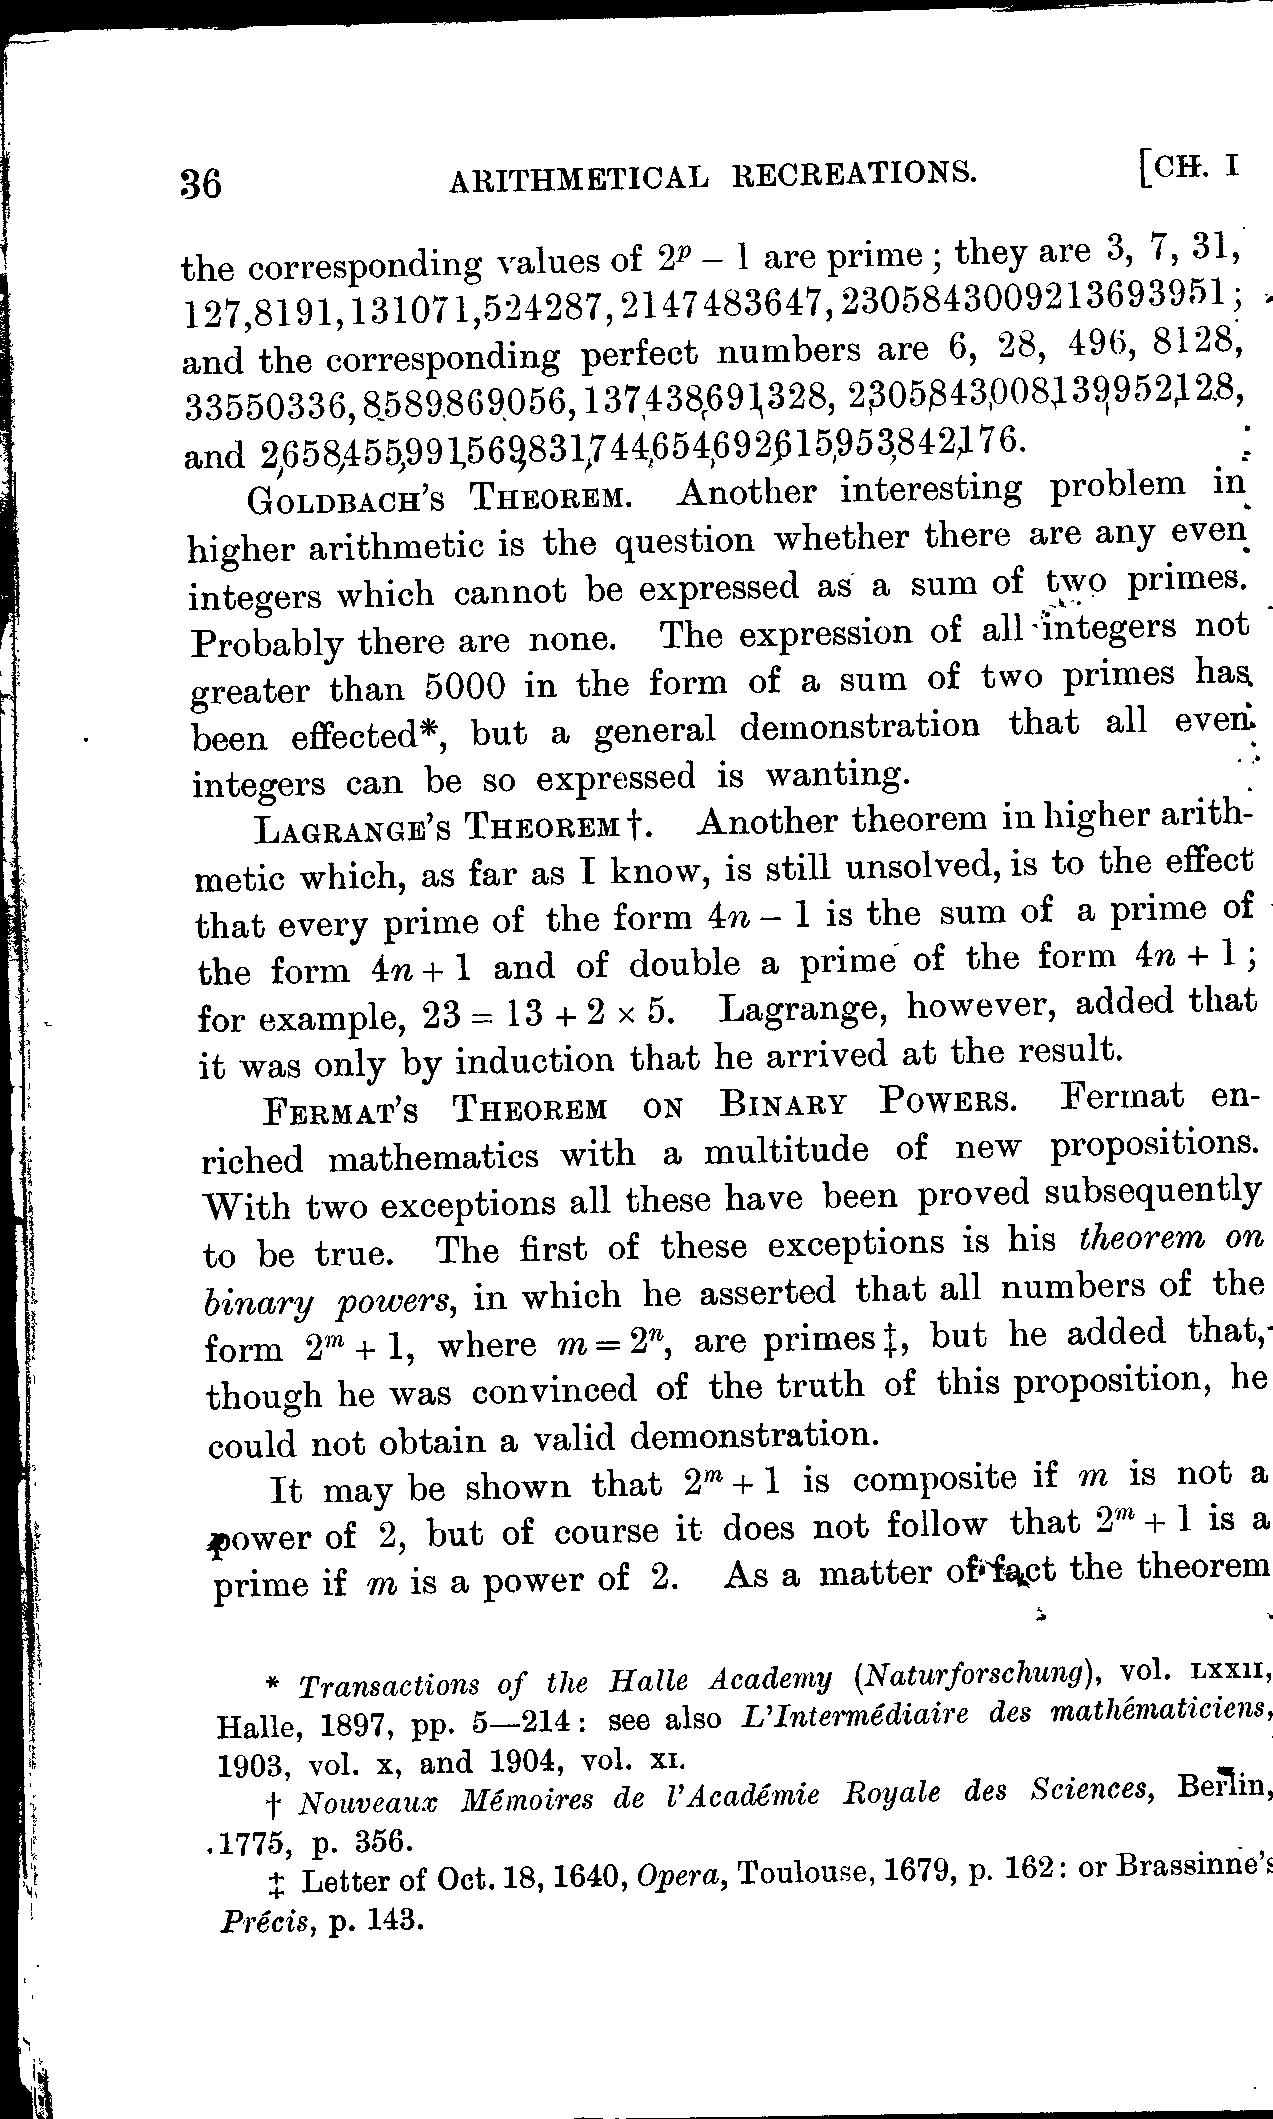 36 ARITHMETICAL RECREATIONS. [CH. I
the corresponding values of 2ᵖ − 1 are prime; they are 3, 7, 31,
127, 8191, 131071, 524287, 2147483647, 2305843009213693951;
and the corresponding perfect numbers are 6, 28, 496, 8128,
33550336, 8589869056, 137438691328, 2305843008139952128,
and 2658455991569831744654692615953842176.
GOLDBACH'S THEOREM. Another interesting problem in
higher arithmetic is the question whether there are any even
integers which cannot be expressed as a sum of two primes.
Probably there are none. The expression of all integers not
greater than 5000 in the form of a sum of two primes has
been effected*, but a general demonstration that all even
integers can be so expressed is wanting.
LAGRANGE'S THEOREM†. Another theorem in higher arith-
metic which, as far as I know, is still unsolved, is to the effect
that every prime of the form 4n − 1 is the sum of a prime of
the form 4n + 1 and of double a prime of the form 4n + 1;
for example, 23 = 13 + 2 × 5. Lagrange, however, added that
it was only by induction that he arrived at the result.
FERMAT'S THEOREM ON BINARY POWERS. Fermat en-
riched mathematics with a multitude of new propositions.
With two exceptions all these have been proved subsequently
to be true. The first of these exceptions is his theorem on
binary powers, in which he asserted that all numbers of the
form 2ᵐ + 1, where m = 2ⁿ, are primes‡, but he added that,
though he was convinced of the truth of this proposition, he
could not obtain a valid demonstration.
It may be shown that 2ᵐ + 1 is composite if m is not a
power of 2, but of course it does not follow that 2ᵐ + 1 is a
prime if m is a power of 2. As a matter of fact the theorem
* Transactions of the Halle Academy (Naturforschung), vol. LXXII,
Halle, 1897, pp. 5—214: see also L'Intermédiaire des mathématiciens,
1903, vol. X, and 1904, vol. XI.
† Nouveaux Mémoires de l'Académie Royale des Sciences, Berlin,
1775, p. 356.
‡ Letter of Oct. 18, 1640, Opera, Toulouse, 1679, p. 162: or Brassinne's
Précis, p. 143.